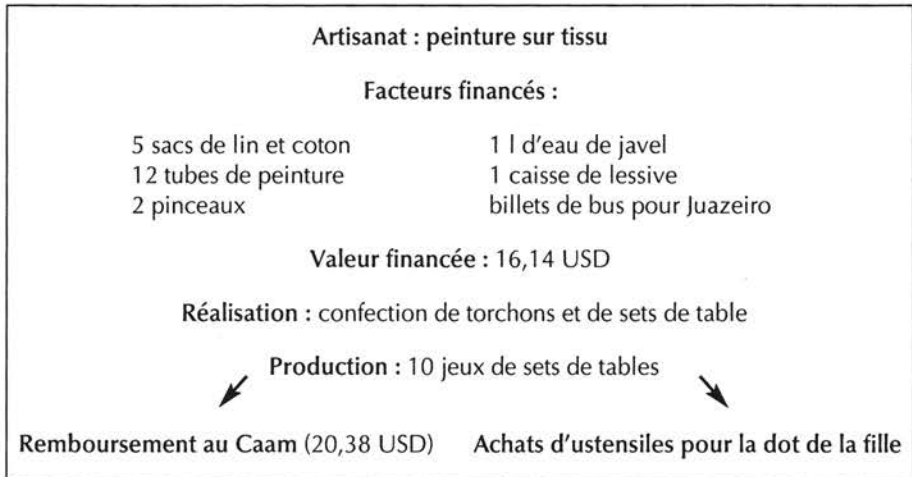 Artisanat : peinture sur tissu
Facteurs financés :
5 sacs de lin et coton
12 tubes de peinture
2 pinceaux
1 l d'eau de javel
1 caisse de lessive
billets de bus pour Juazeiro
Valeur financée : 16,14 USD
Réalisation : confection de torchons et de sets de table
Production : 10 jeux de sets de tables
Remboursement au Caam (20,38 USD)
Achats d'ustensiles pour la dot de la fille